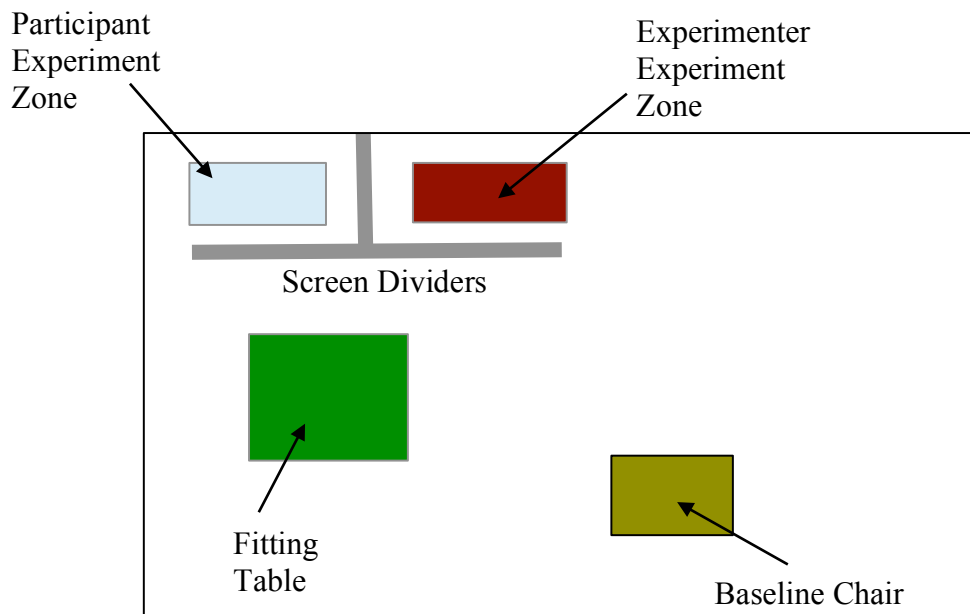 Participant
Experiment
Zone
Experimenter
Experiment
Zone
Screen Dividers
Fitting
Table
Baseline Chair